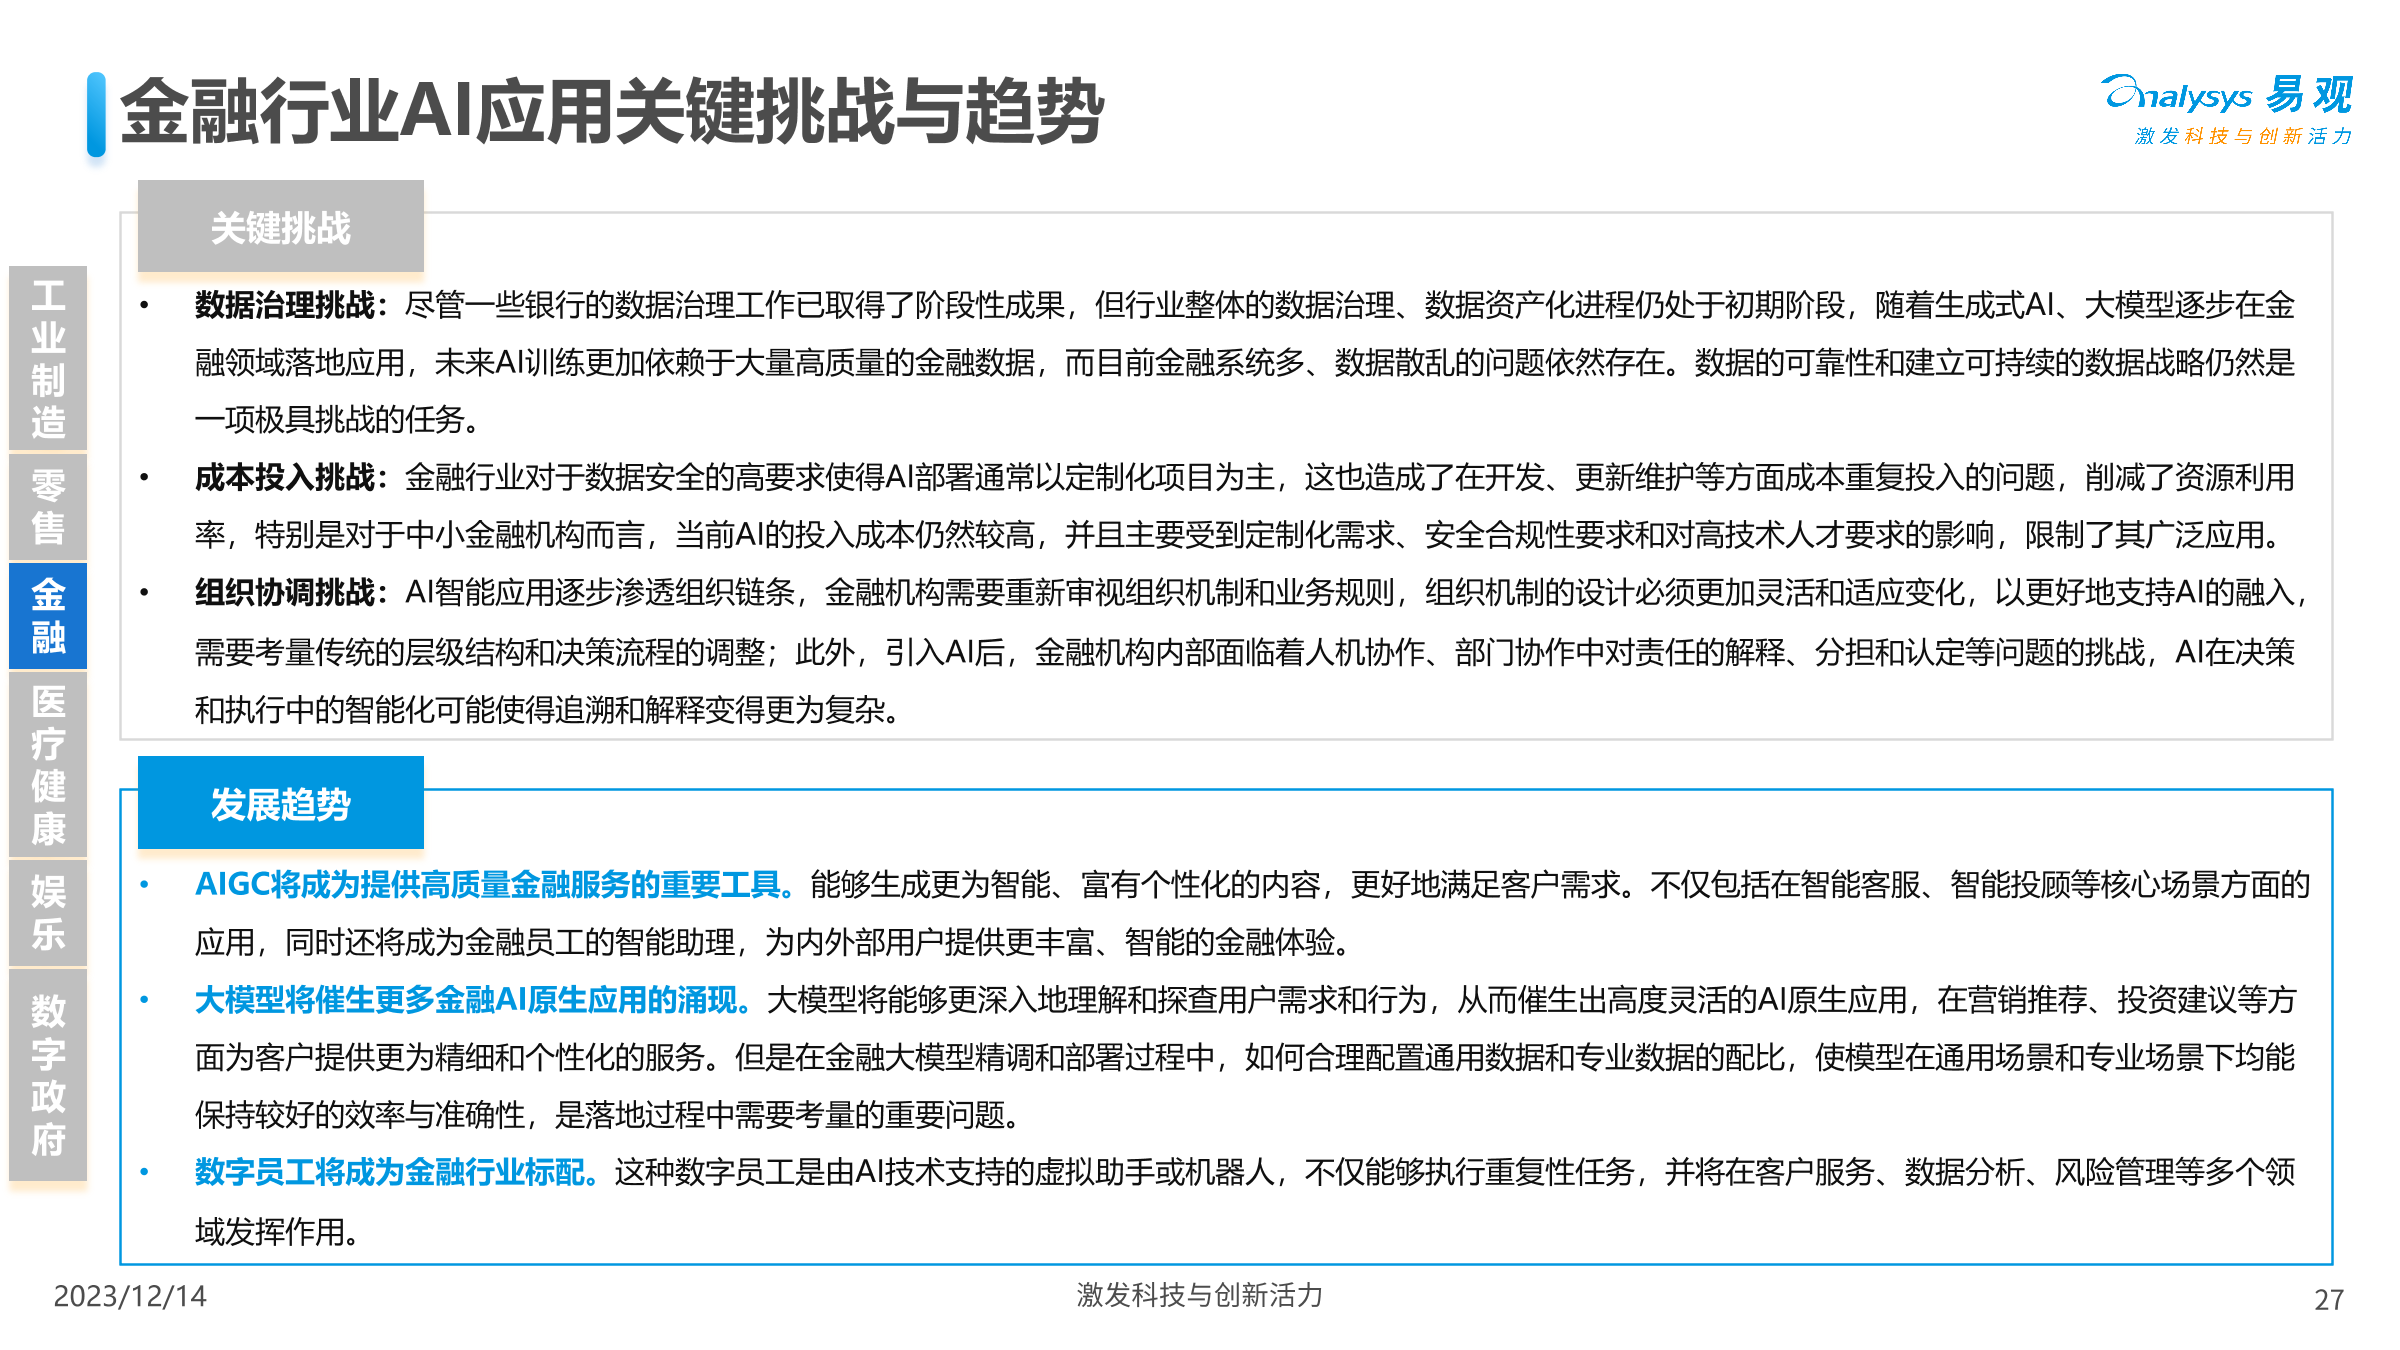 金融行业AI应用关键挑战与趋势
analysys 易观
激发科技与创新活力
关键挑战
• 数据治理挑战：尽管一些银行的数据治理工作已取得了阶段性成果，但行业整体的数据治理、数据资产化进程仍处于初期阶段，随着生成式AI、大模型逐步在金
融领域落地应用，未来AI训练更加依赖于大量高质量的金融数据，而目前金融系统多、数据散乱的问题依然存在。数据的可靠性和建立可持续的数据战略仍然是
一项极具挑战的任务。
• 成本投入挑战：金融行业对于数据安全的高要求使得AI部署通常以定制化项目为主，这也造成了在开发、更新维护等方面成本重复投入的问题，削减了资源利用
率，特别是对于中小金融机构而言，当前AI的投入成本仍然较高，并且主要受到定制化需求、安全合规性要求和对高技术人才要求的影响，限制了其广泛应用。
• 组织协调挑战：AI智能应用逐步渗透组织链条，金融机构需要重新审视组织机制和业务规则，组织机制的设计必须更加灵活和适应变化，以更好地支持AI的融入，
需要考量传统的层级结构和决策流程的调整；此外，引入AI后，金融机构内部面临着人机协作、部门协作中对责任的解释、分担和认定等问题的挑战，AI在决策
和执行中的智能化可能使得追溯和解释变得更为复杂。
发展趋势
• AIGC将成为提供高质量金融服务的重要工具。能够生成更为智能、富有个性化的内容，更好地满足客户需求。不仅包括在智能客服、智能投顾等核心场景方面的
应用，同时还将成为金融员工的智能助理，为内外部用户提供更丰富、智能的金融体验。
• 大模型将催生更多金融AI原生应用的涌现。大模型将能够更深入地理解和探查用户需求和行为，从而催生出高度灵活的AI原生应用，在营销推荐、投资建议等方
面为客户提供更为精细和个性化的服务。但是在金融大模型精调和部署过程中，如何合理配置通用数据和专业数据的配比，使模型在通用场景和专业场景下均能
保持较好的效率与准确性，是落地过程中需要考量的重要问题。
• 数字员工将成为金融行业标配。这种数字员工是由AI技术支持的虚拟助手或机器人，不仅能够执行重复性任务，并将在客户服务、数据分析、风险管理等多个领
域发挥作用。
工业制造
零售
金融
医疗健康
娱乐
数字政府
2023/12/14
激发科技与创新活力
27